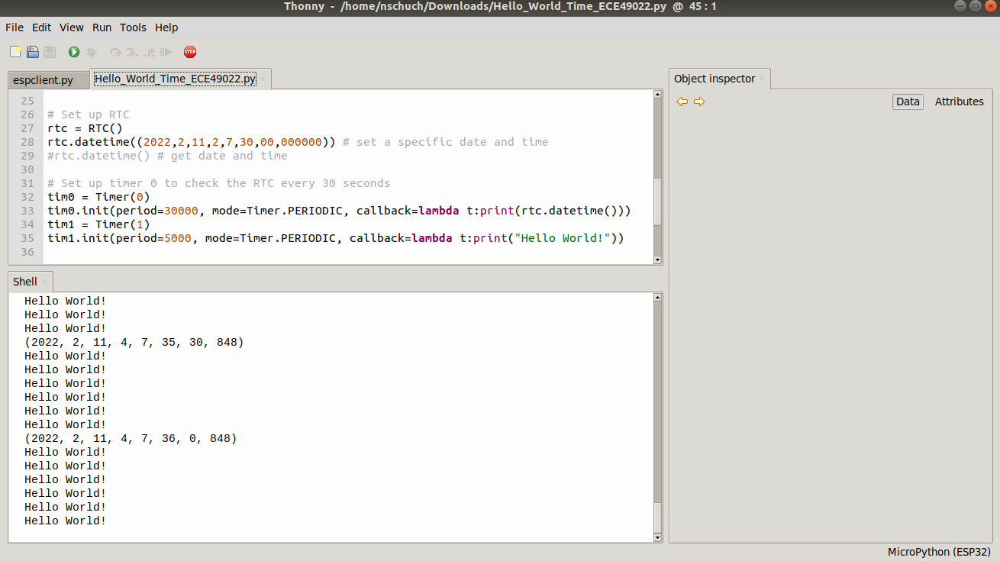 Thonny - /home/nschuch/Downloads/Hello_World_Time_ECE49022.py @ 45 : 1
File Edit View Run Tools Help
STOP
espclient.py
Hello_World_Time_ECE49022.py
25
26 # Set up RTC
27 rtc = RTC()
28 rtc.datetime((2022,2,11,2,7,30,00,000000)) # set a specific date and time
29 #rtc.datetime() # get date and time
30
31 # Set up timer 0 to check the RTC every 30 seconds
32 tim0 = Timer(0)
33 tim0.init(period=30000, mode=Timer.PERIODIC, callback=lambda t:print(rtc.datetime()))
34 tim1 = Timer(1)
35 tim1.init(period=5000, mode=Timer.PERIODIC, callback=lambda t:print("Hello World!"))
36
Shell
Hello World!
Hello World!
Hello World!
(2022, 2, 11, 4, 7, 35, 30, 848)
Hello World!
Hello World!
Hello World!
Hello World!
Hello World!
Hello World!
(2022, 2, 11, 4, 7, 36, 0, 848)
Hello World!
Hello World!
Hello World!
Hello World!
Hello World!
Hello World!
Object inspector
Data Attributes
MicroPython (ESP32)